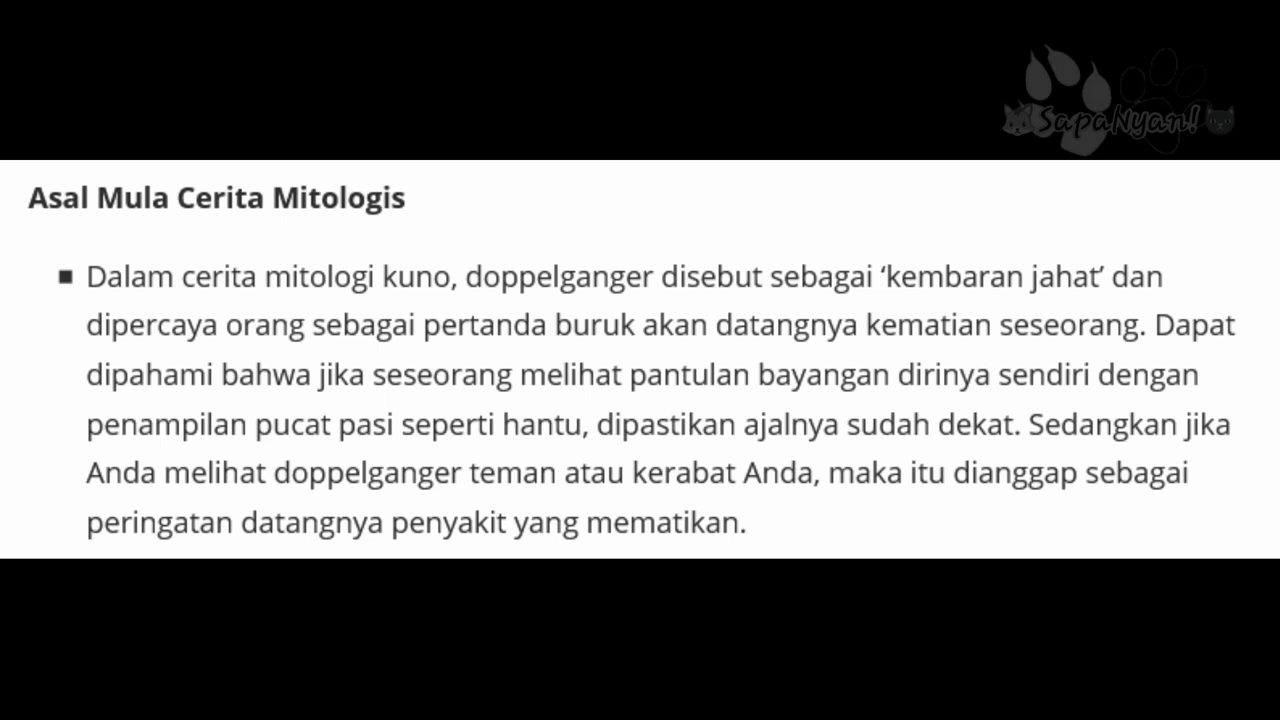 SapaNyan!
Asal Mula Cerita Mitologis
Dalam cerita mitologi kuno, doppelganger disebut sebagai ‘kembaran jahat’ dan
dipercaya orang sebagai pertanda buruk akan datangnya kematian seseorang. Dapat
dipahami bahwa jika seseorang melihat pantulan bayangan dirinya sendiri dengan
penampilan pucat pasi seperti hantu, dipastikan ajalnya sudah dekat. Sedangkan jika
Anda melihat doppelganger teman atau kerabat Anda, maka itu dianggap sebagai
peringatan datangnya penyakit yang mematikan.